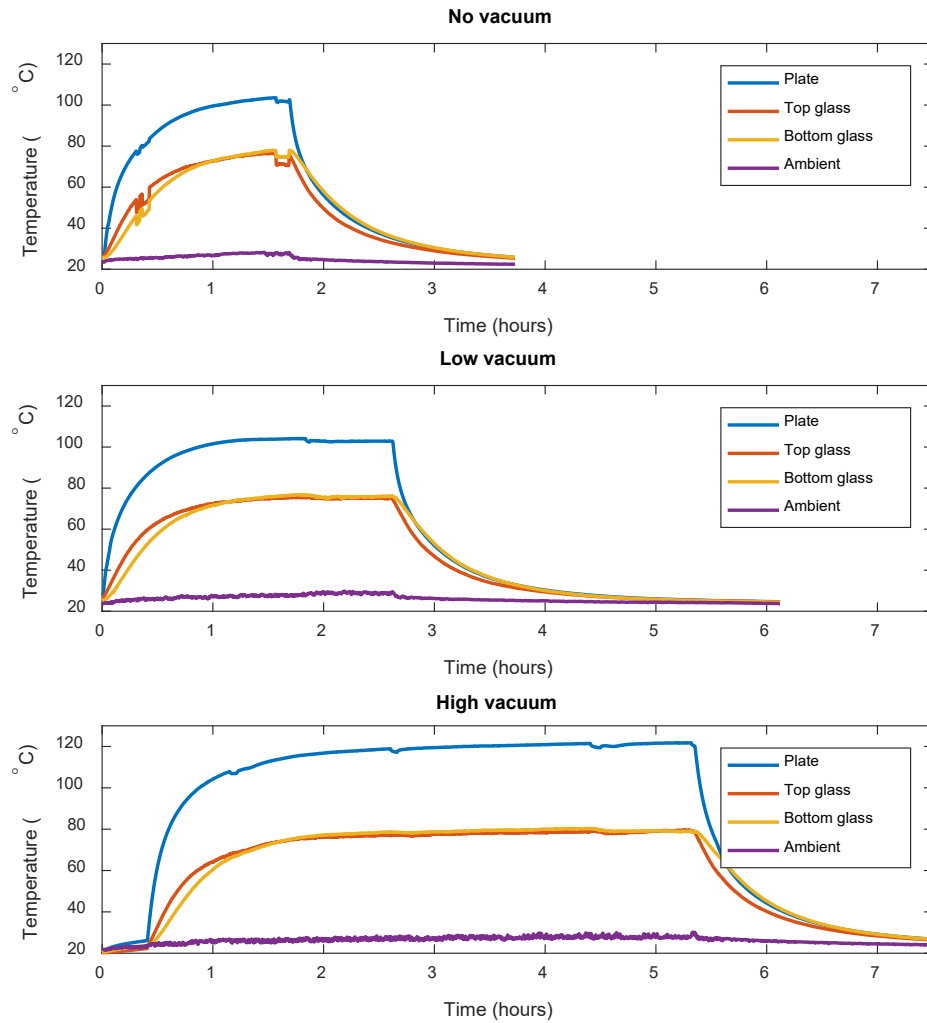 No vacuum
Temperature (°C)
120
100
80
60
40
20
0 1 2 3 4 5 6 7
Time (hours)
Plate
Top glass
Bottom glass
Ambient
Low vacuum
Temperature (°C)
120
100
80
60
40
20
0 1 2 3 4 5 6 7
Time (hours)
Plate
Top glass
Bottom glass
Ambient
High vacuum
Temperature (°C)
120
100
80
60
40
20
0 1 2 3 4 5 6 7
Time (hours)
Plate
Top glass
Bottom glass
Ambient